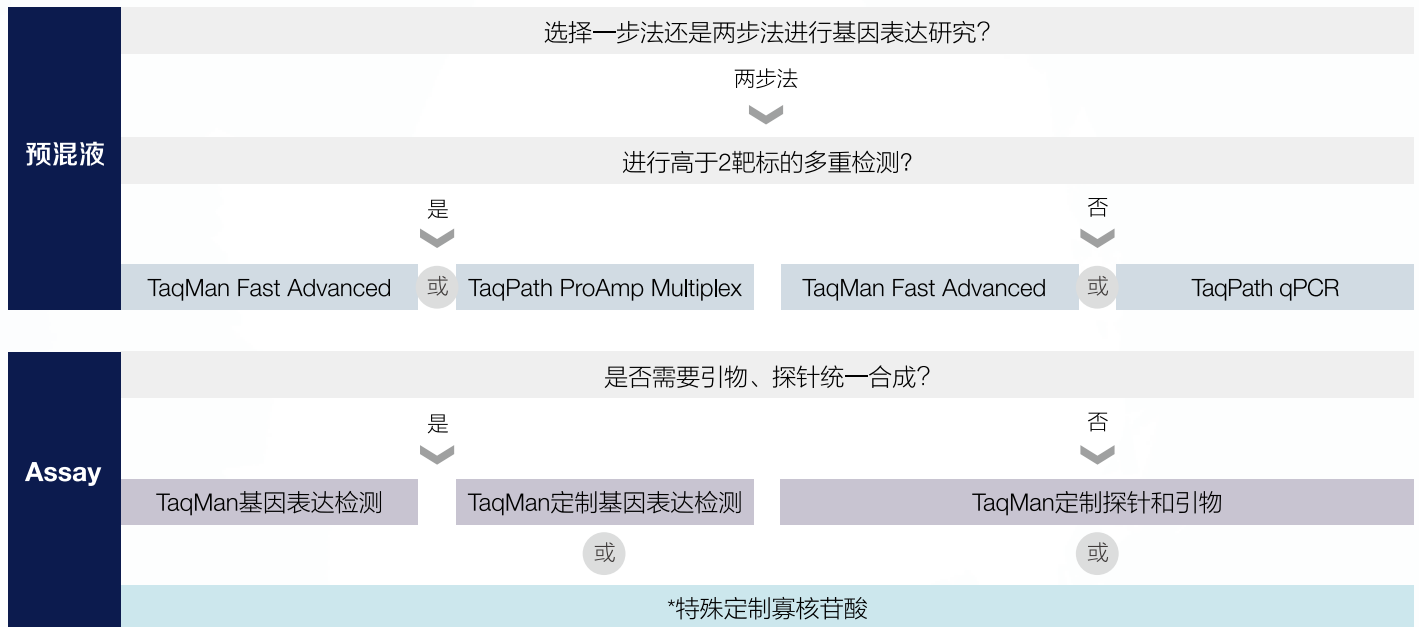 预混液
选择一步法还是两步法进行基因表达研究?
两步法
进行高于2靶标的多重检测?
是
否
TaqMan Fast Advanced
或
TaqPath ProAmp Multiplex
TaqMan Fast Advanced
或
TaqPath qPCR
Assay
是否需要引物、探针统一合成?
是
否
TaqMan基因表达检测
TaqMan定制基因表达检测
TaqMan定制探针和引物
或
或
*特殊定制寡核苷酸